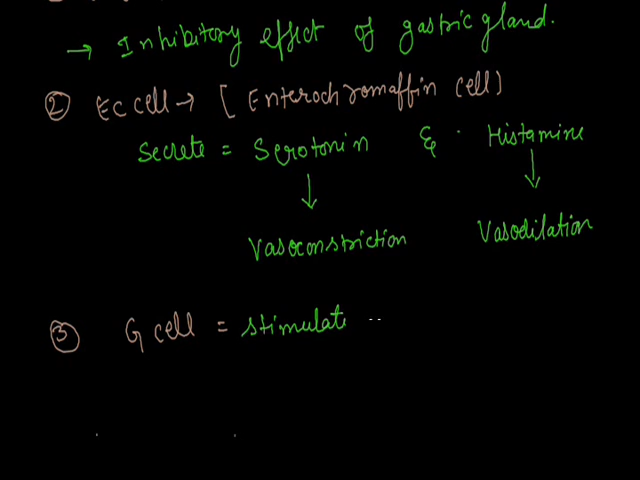 → Inhibitory effect of gastric gland.
② EC cell → [Enterochromaffin cell)
Secrete = Serotonin & Histamine
↓ ↓
Vasoconstriction Vasodilation
③ G cell = stimulate